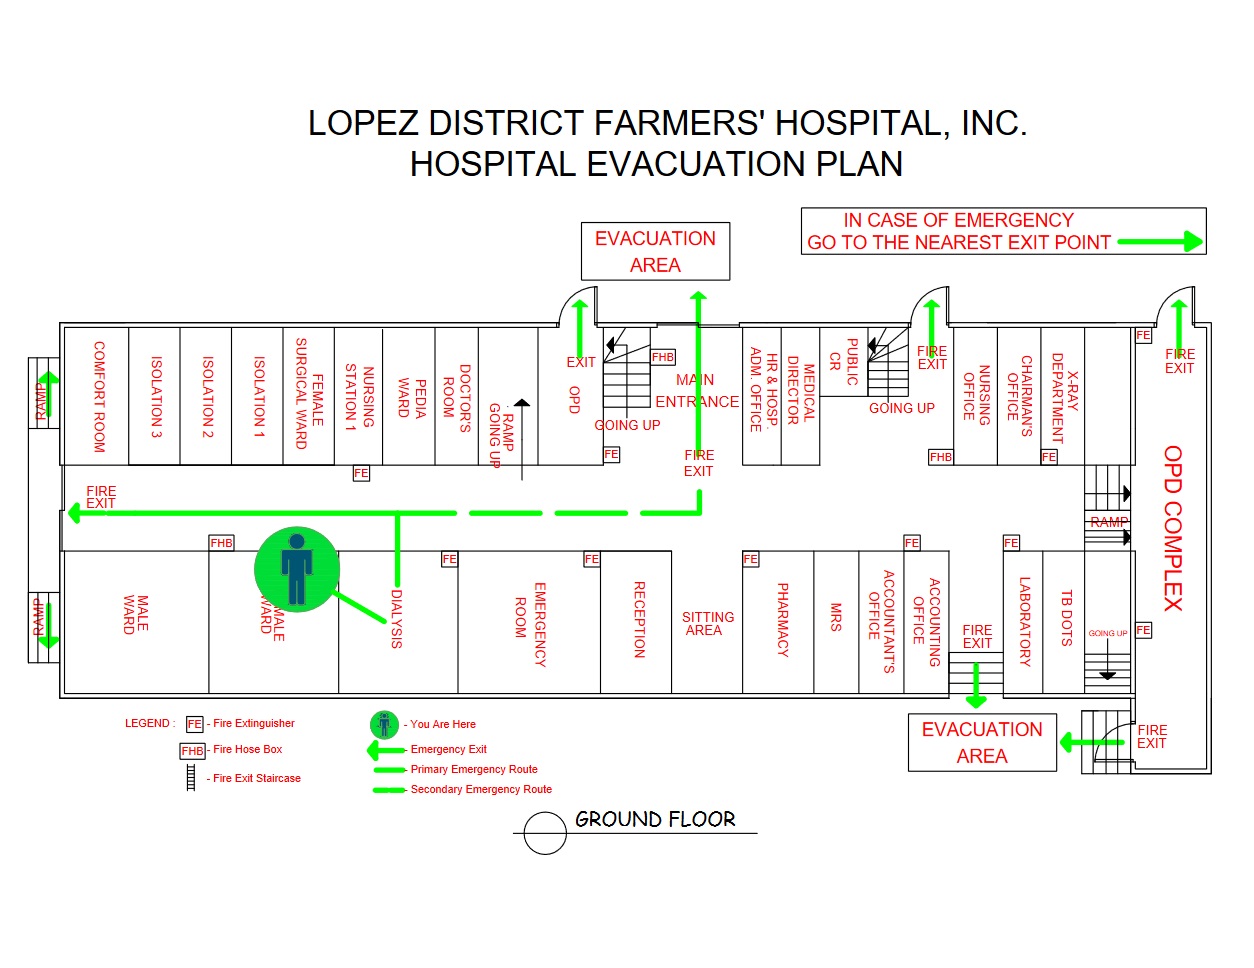 LOPEZ DISTRICT FARMERS' HOSPITAL, INC.
HOSPITAL EVACUATION PLAN
IN CASE OF EMERGENCY
GO TO THE NEAREST EXIT POINT
EVACUATION
AREA
RAMP
COMFORT ROOM
ISOLATION 3
ISOLATION 2
ISOLATION 1
FEMALE
SURGICAL WARD
NURSING
STATION 1
PEDIA
WARD
DOCTOR'S
ROOM
RAMP
GOING UP
EXIT
OPD
GOING UP
FHB
MAIN
ENTRANCE
HR & HOSP.
ADM. OFFICE
MEDICAL
DIRECTOR
PUBLIC
CR
GOING UP
FIRE
EXIT
NURSING
OFFICE
CHAIRMAN'S
OFFICE
X-RAY
DEPARTMENT
FE
FIRE
EXIT
FE
FE
FIRE
EXIT
FHB
FE
OPD COMPLEX
FIRE
EXIT
RAMP
FHB
FE
FE
FE
FE
FE
RAMP
MALE
WARD
MALE
WARD
DIALYSIS
EMERGENCY
ROOM
RECEPTION
SITTING
AREA
PHARMACY
MRS
ACCOUNTANT'S
OFFICE
ACCOUNTING
OFFICE
FIRE
EXIT
LABORATORY
TB DOTS
GOING UP
FE
EVACUATION
AREA
FIRE
EXIT
LEGEND :
FE - Fire Extinguisher
FHB - Fire Hose Box
- Fire Exit Staircase
- You Are Here
- Emergency Exit
- Primary Emergency Route
- Secondary Emergency Route
GROUND FLOOR